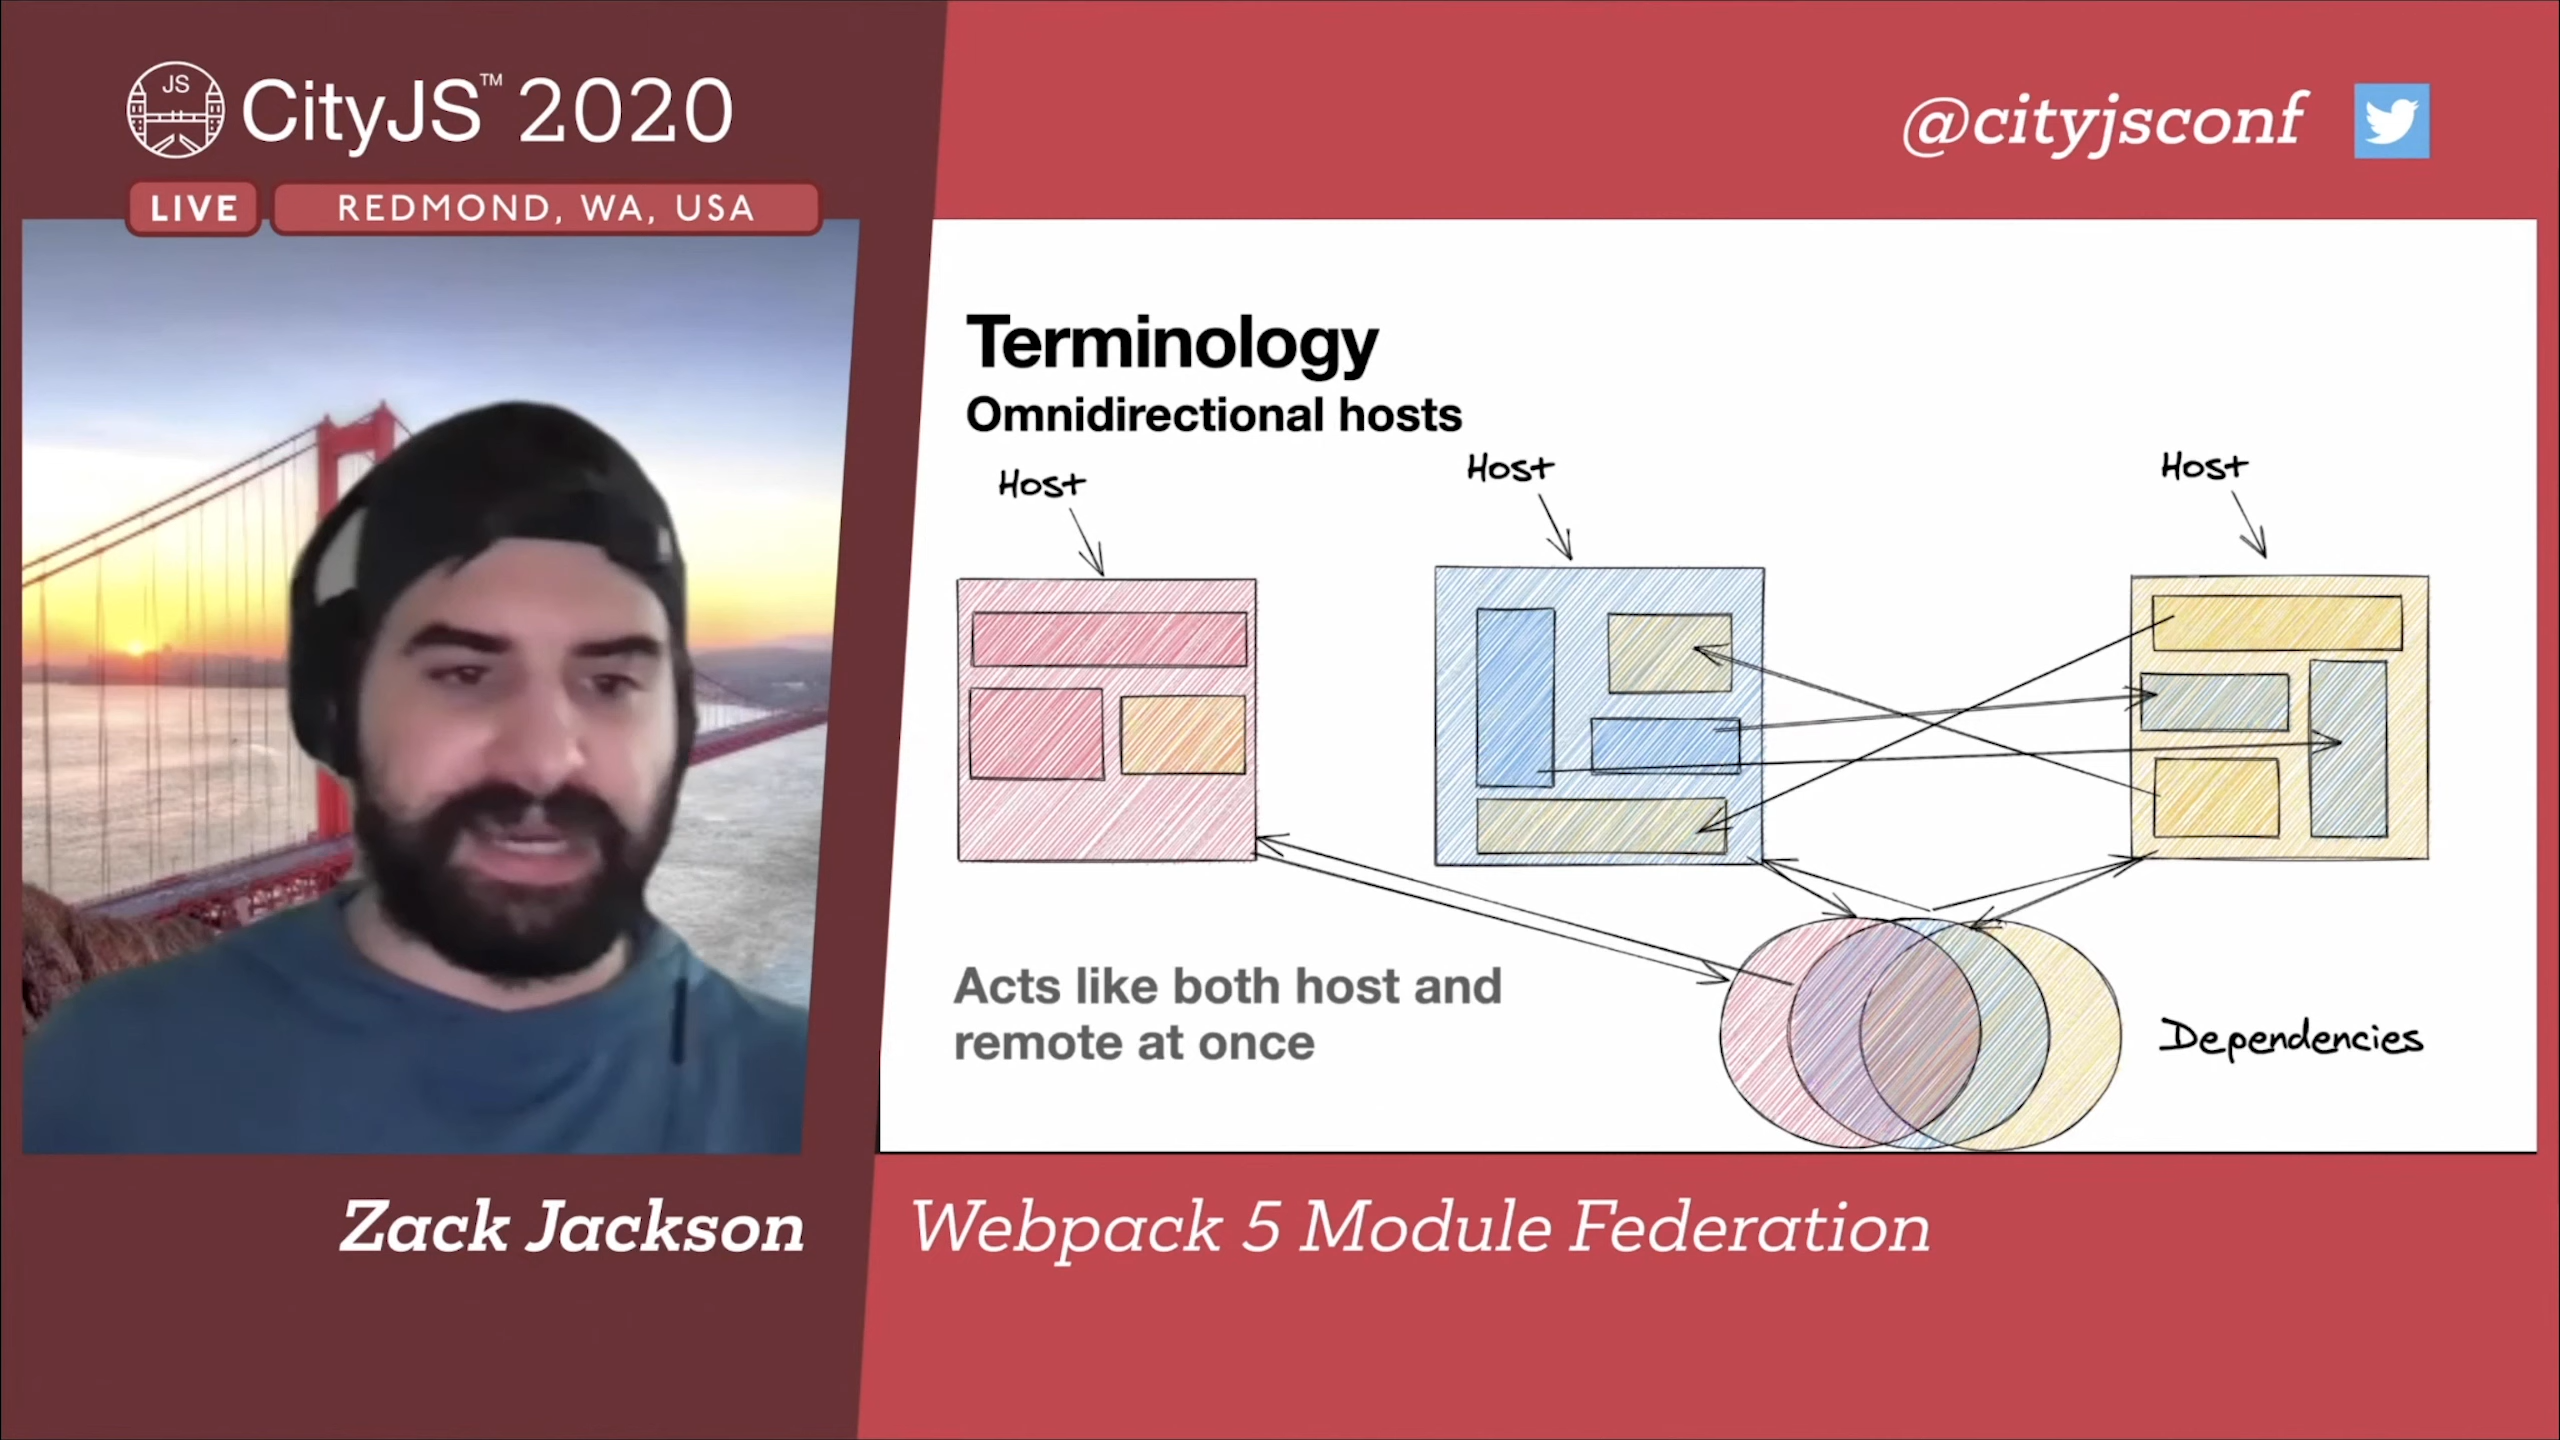 JS
CityJS™ 2020
LIVE
REDMOND, WA, USA
@cityjsconf
Terminology
Omnidirectional hosts
Host
Host
Host
Acts like both host and
remote at once
Dependencies
Zack Jackson
Webpack 5 Module Federation